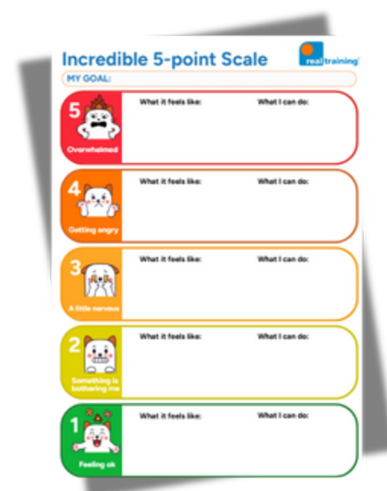 Incredible 5-point Scale
real training
MY GOAL:
5
What it feels like: What I can do:
Overwhelmed
4
What it feels like: What I can do:
Getting angry
3
What it feels like: What I can do:
A little nervous
2
What it feels like: What I can do:
Something is
bothering me
1
What it feels like: What I can do:
Feeling ok